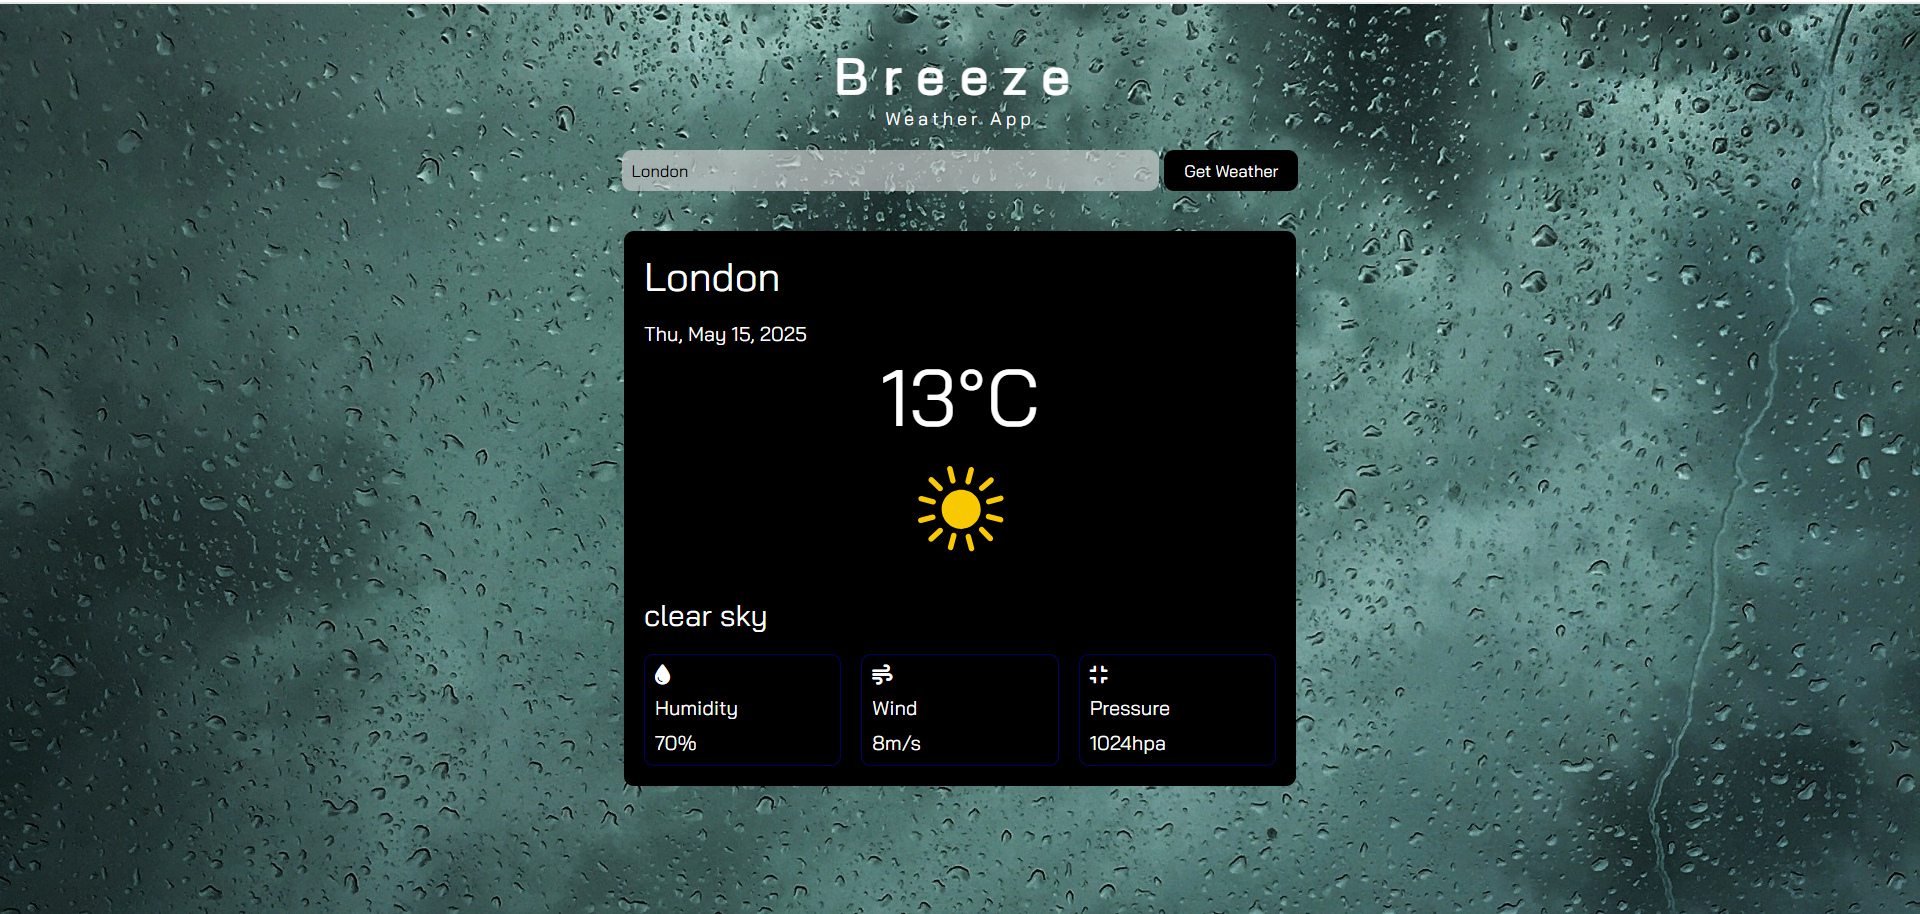 Breeze
Weather App
London
Get Weather
London
Thu, May 15, 2025
13°C
clear sky
Humidity
70%
Wind
8m/s
Pressure
1024hpa